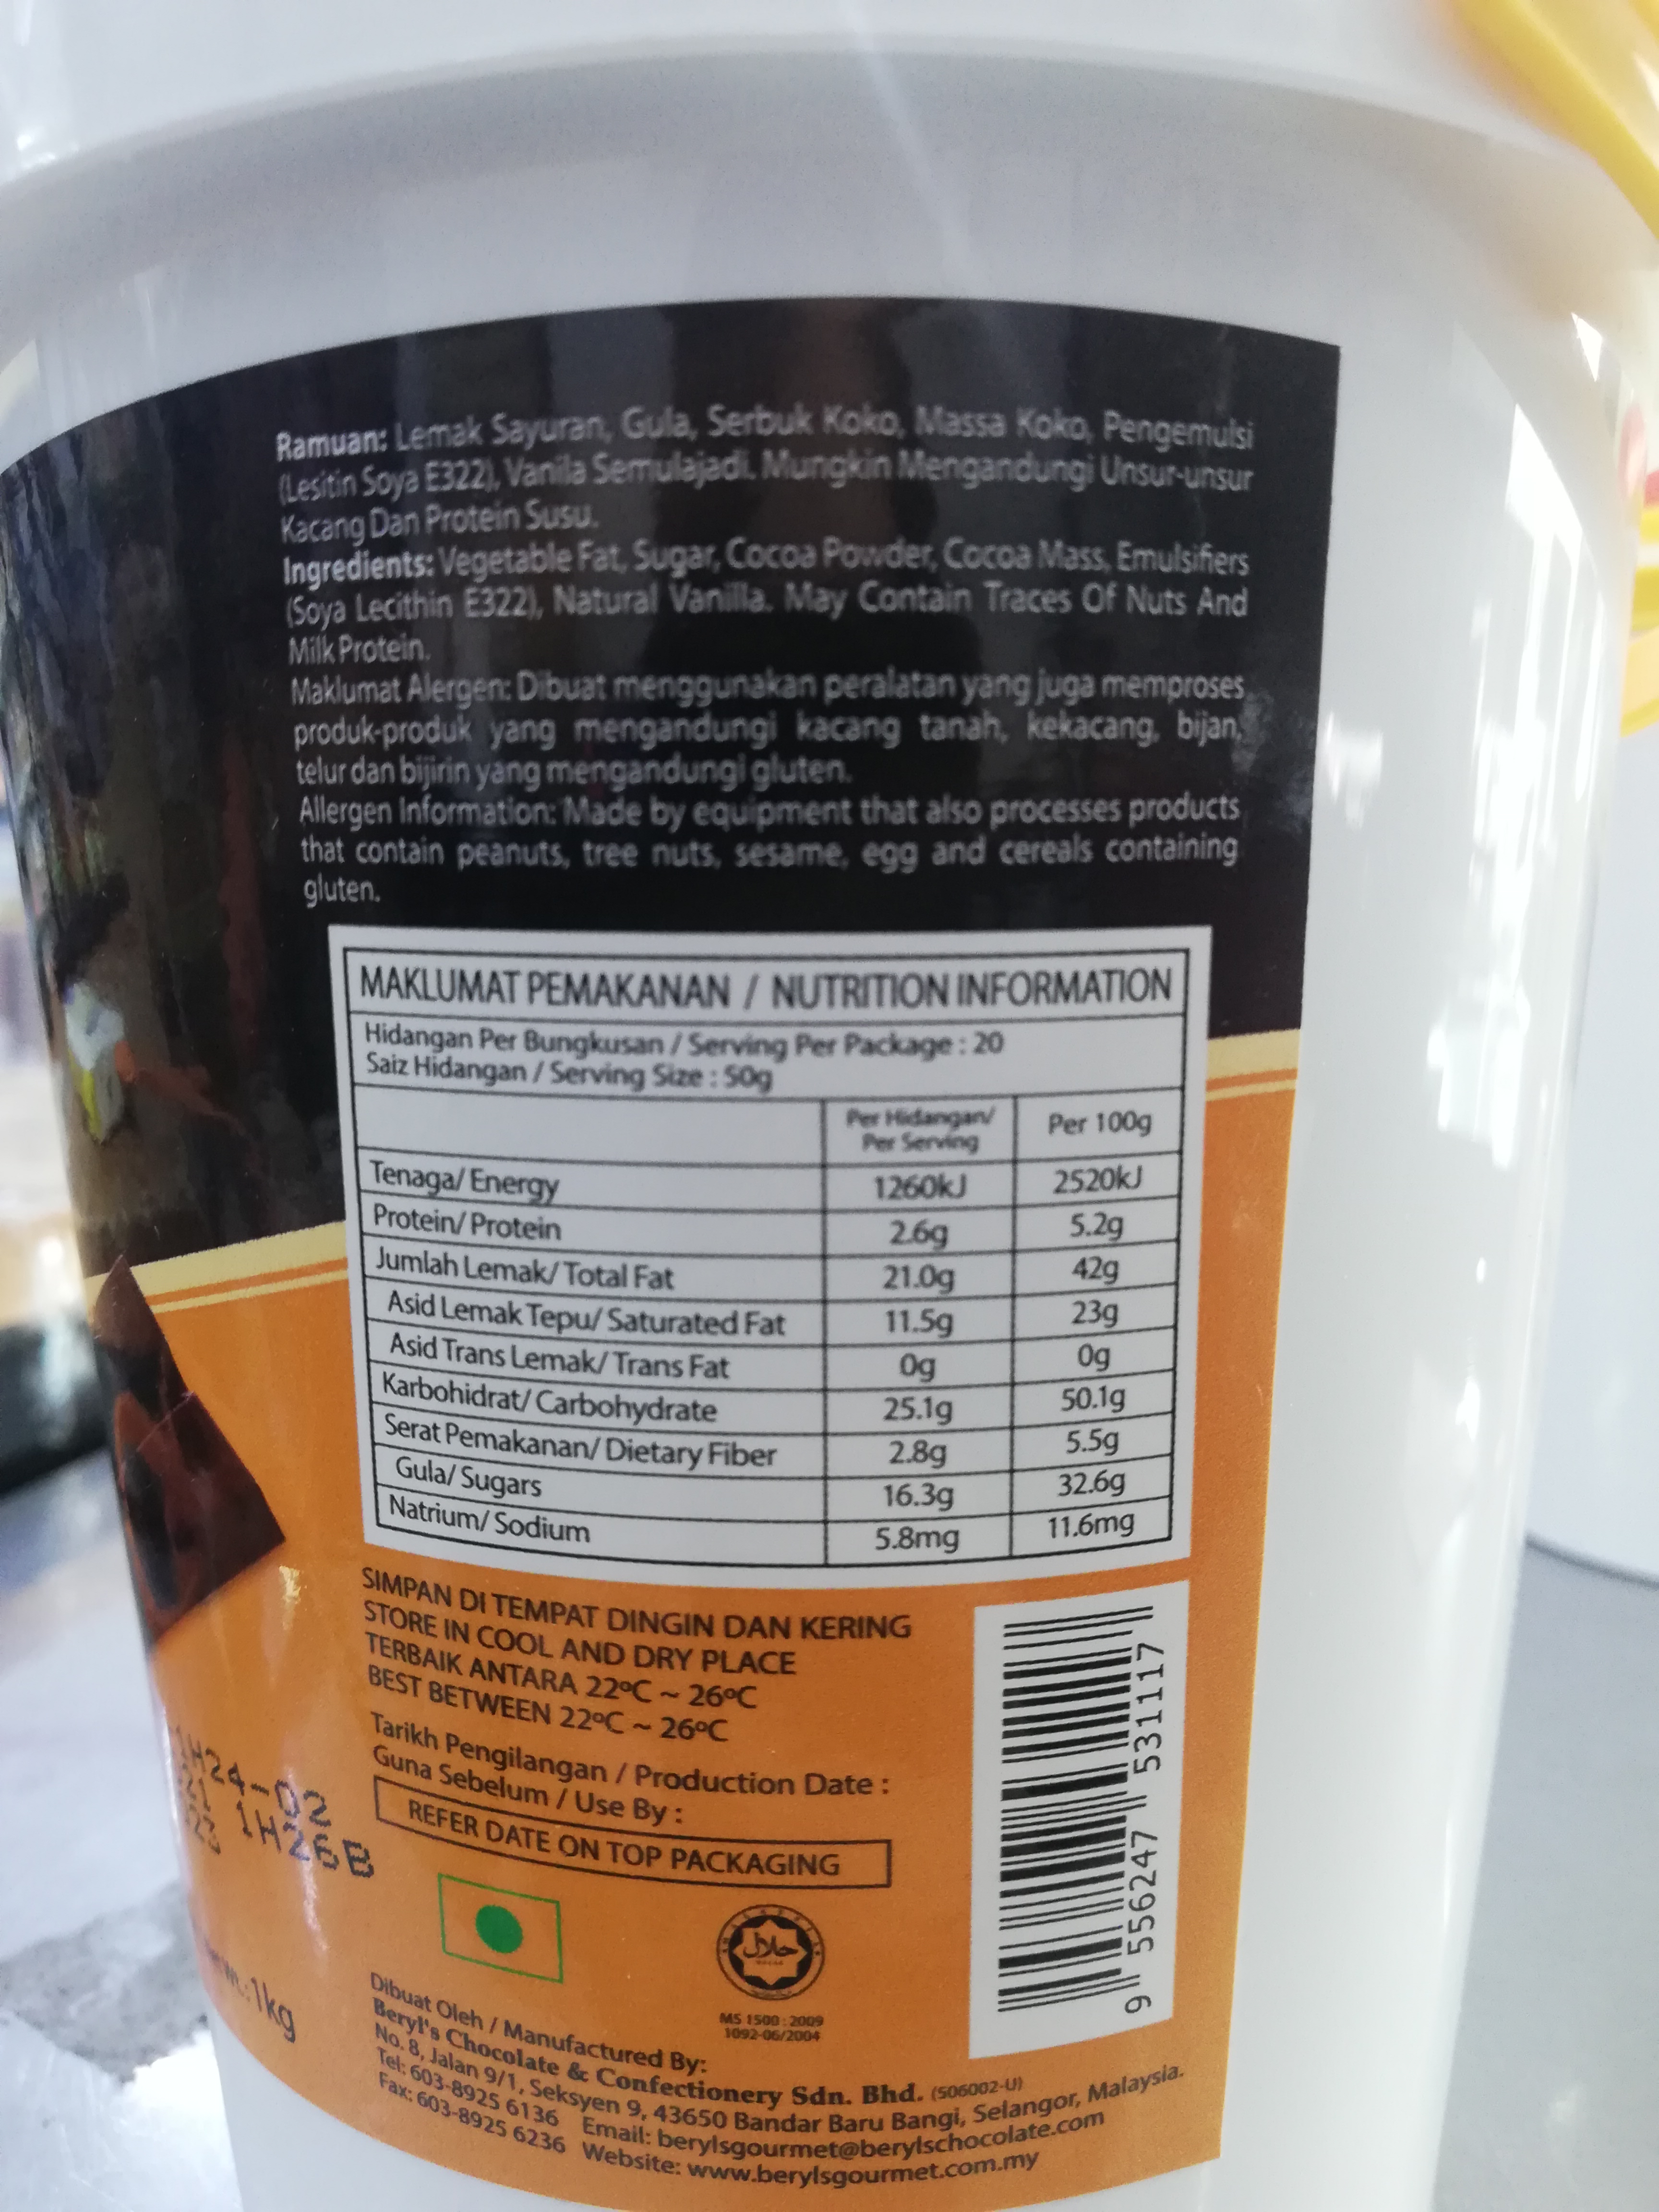 Ramuan: Lemak Sayuran, Gula, Serbuk Koko, Massa Koko, Pengemulsi
(Lesitin Soya E322), Vanila Semulajadi. Mungkin Mengandungi Unsur-unsur
Kacang Dan Protein Susu.
Ingredients: Vegetable Fat, Sugar, Cocoa Powder, Cocoa Mass, Emulsifiers
(Soya Lecithin E322), Natural Vanilla. May Contain Traces Of Nuts And
Milk Protein.
Maklumat Alergen: Dibuat menggunakan peralatan yang juga memproses
produk-produk yang mengandungi kacang tanah, kekacang, bijan,
telur dan bijirin yang mengandungi gluten.
Allergen Information: Made by equipment that also processes products
that contain peanuts, tree nuts, sesame, egg and cereals containing
gluten.
MAKLUMAT PEMAKANAN / NUTRITION INFORMATION
Hidangan Per Bungkusan / Serving Per Package : 20
Saiz Hidangan / Serving Size : 50g
Per Hidangan/
Per Serving
Per 100g
Tenaga/ Energy 1260kJ 2520kJ
Protein/ Protein 2.6g 5.2g
Jumlah Lemak/ Total Fat 21.0g 42g
Asid Lemak Tepu/ Saturated Fat 11.5g 23g
Asid Trans Lemak/ Trans Fat 0g 0g
Karbohidrat/ Carbohydrate 25.1g 50.1g
Serat Pemakanan/ Dietary Fiber 2.8g 5.5g
Gula/ Sugars 16.3g 32.6g
Natrium/ Sodium 5.8mg 11.6mg
SIMPAN DI TEMPAT DINGIN DAN KERING
STORE IN COOL AND DRY PLACE
TERBAIK ANTARA 22ºC ~ 26ºC
BEST BETWEEN 22ºC ~ 26ºC
Tarikh Pengilangan / Production Date :
Guna Sebelum / Use By :
REFER DATE ON TOP PACKAGING
1H26B
9 556247 531117
حلال
MS 1500 : 2009
1092-06/2004
1kg
Dibuat Oleh / Manufactured By:
Beryl's Chocolate & Confectionery Sdn. Bhd. (506002-U)
No. 8, Jalan 9/1, Seksyen 9, 43650 Bandar Baru Bangi, Selangor, Malaysia.
Tel: 603-8925 6136 Email: berylsgourmet@berylschocolate.com
Fax: 603-8925 6236 Website: www.berylsgourmet.com.my